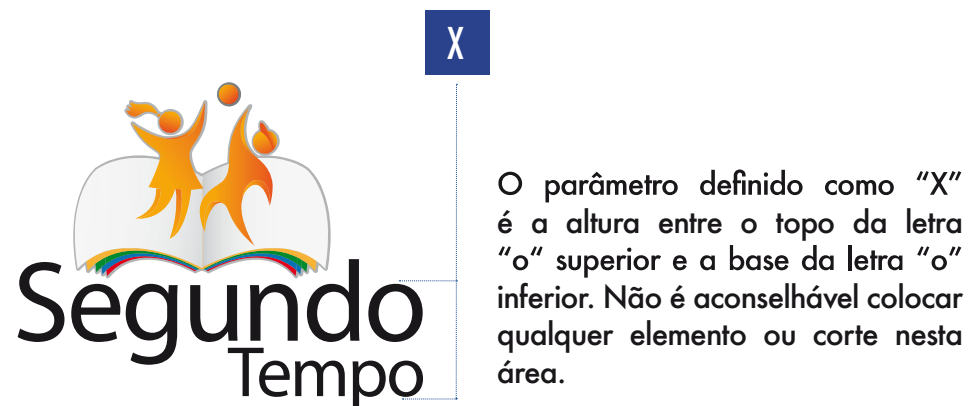 X
Segundo
Tempo
O parâmetro definido como “X”
é a altura entre o topo da letra
“o“ superior e a base da letra “o”
inferior. Não é aconselhável colocar
qualquer elemento ou corte nesta
área.